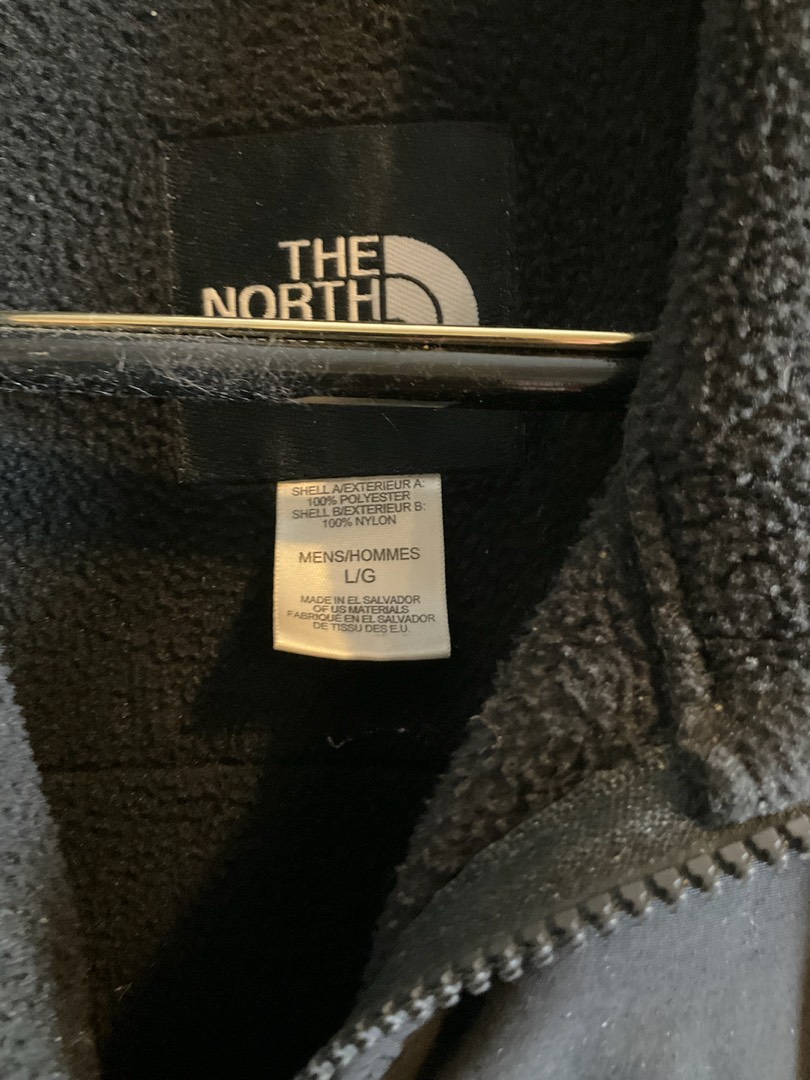 THE
NORTH
SHELL A/EXTERIEUR A:
100% POLYESTER
SHELL B/EXTERIEUR B:
100% NYLON
MENS/HOMMES
L/G
MADE IN EL SALVADOR
OF US MATERIALS
FABRIQUÉ EN EL SALVADOR
DE TISSU DES E.U.